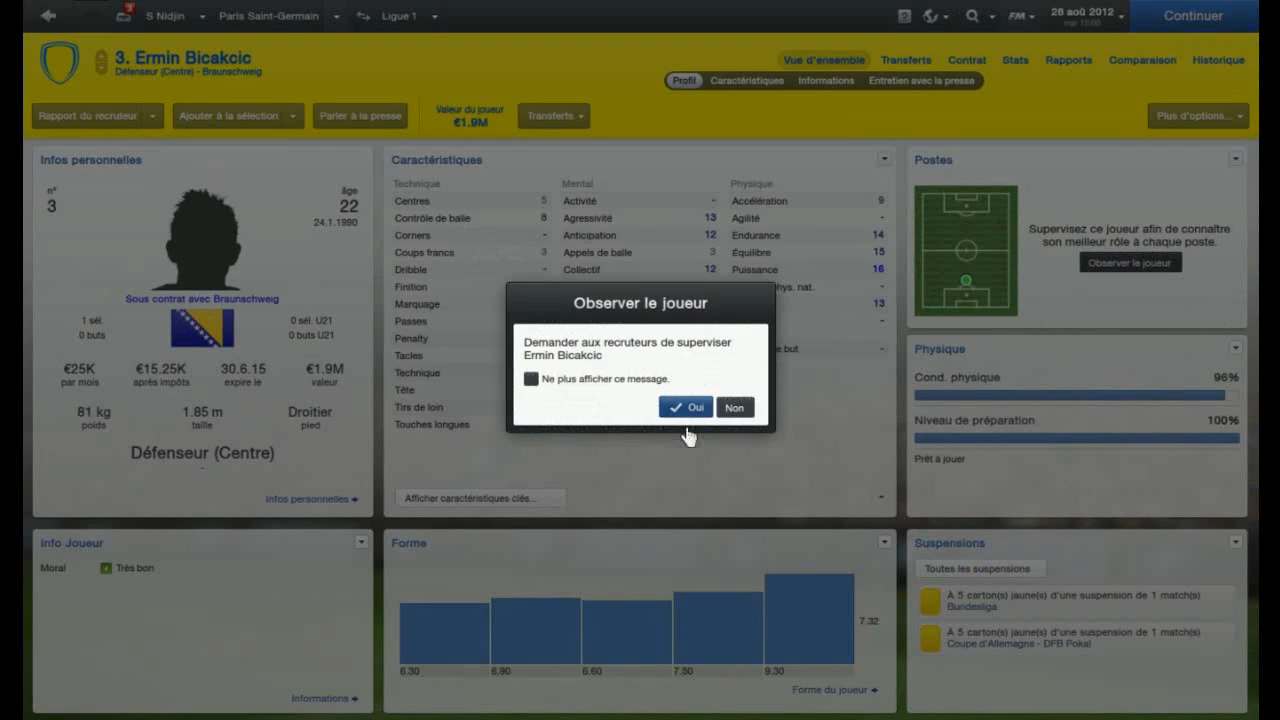 3
S Nidjin
Paris Saint-Germain
Ligue 1
FM
28 aoû 2012
mar 15:00
Continuer
3. Ermin Bicakcic
Défenseur (Centre) - Braunschweig
Vue d'ensemble Transferts Contrat Stats Rapports Comparaison Historique
Profil Caractéristiques Informations Entretien avec la presse
Rapport du recruteur
Ajouter à la sélection
Parler à la presse
Valeur du joueur
€1.9M
Transferts
Plus d'options...
Infos personnelles
n°
3
âge
22
24.1.1990
Sous contrat avec Braunschweig
1 sél.
0 buts
0 sél. U21
0 buts U21
€25K
par mois
€15.25K
après impôts
30.6.15
expire le
€1.9M
valeur
81 kg
poids
1.85 m
taille
Droitier
pied
Défenseur (Centre)
-
Infos personnelles
Caractéristiques
Technique Mental Physique
Centres 5 Activité - Accélération 9
Contrôle de balle 8 Agressivité 13 Agilité -
Corners - Anticipation 12 Endurance 14
Coups francs 3 Appels de balle 3 Équilibre 15
Dribble - Collectif 12 Puissance 16
Finition hys. nat. -
Marquage 13
Passes -
Penalty e but -
Tacles
Technique
Tête
Tirs de loin
Touches longues
Afficher caractéristiques clés...
-
Observer le joueur
Demander aux recruteurs de superviser
Ermin Bicakcic
Ne plus afficher ce message.
Oui Non
Postes
Supervisez ce joueur afin de connaître
son meilleur rôle à chaque poste.
Observer le joueur
Physique
Cond. physique 96%
Niveau de préparation 100%
Prêt à jouer
Info Joueur
Moral Très bon
Informations
Forme
7.32
6.30 6.90 6.60 7.50 9.30
Forme du joueur
Suspensions
Toutes les suspensions
À 5 carton(s) jaune(s) d'une suspension de 1 match(s)
Bundesliga
À 5 carton(s) jaune(s) d'une suspension de 1 match(s)
Coupe d'Allemagne - DFB Pokal